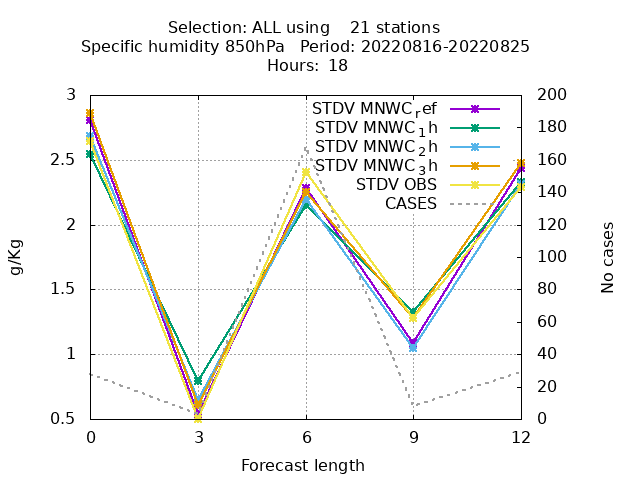 Selection: ALL using    21 stations
Specific humidity 850hPa   Period: 20220816-20220825
Hours:  18
3
2.5
2
1.5
1
0.5
g/Kg
STDV MNWC_ref
STDV MNWC_1h
STDV MNWC_2h
STDV MNWC_3h
STDV OBS
CASES
200
180
160
140
120
100
80
60
40
20
0
No cases
0 3 6 9 12
Forecast length